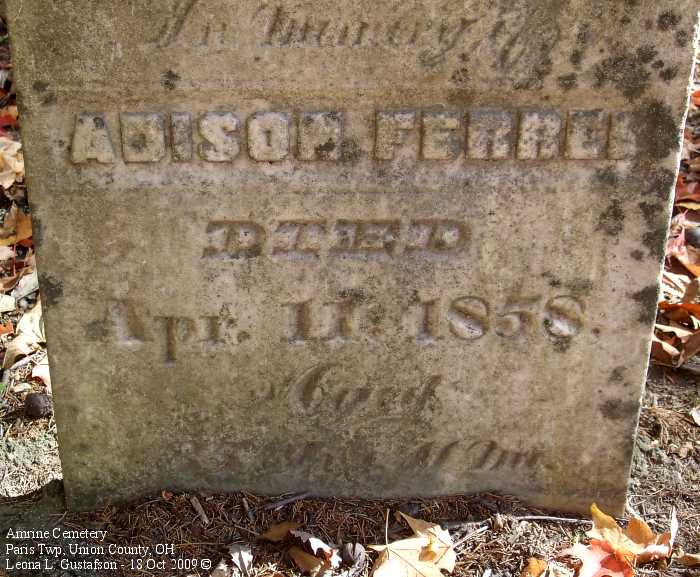 In memory of
ADISON FERREL
DIED
Apr. 11. 1858.
Aged
Amrine Cemetery
Paris Twp, Union County, OH
Leona L. Gustafson - 18 Oct 2009 ©